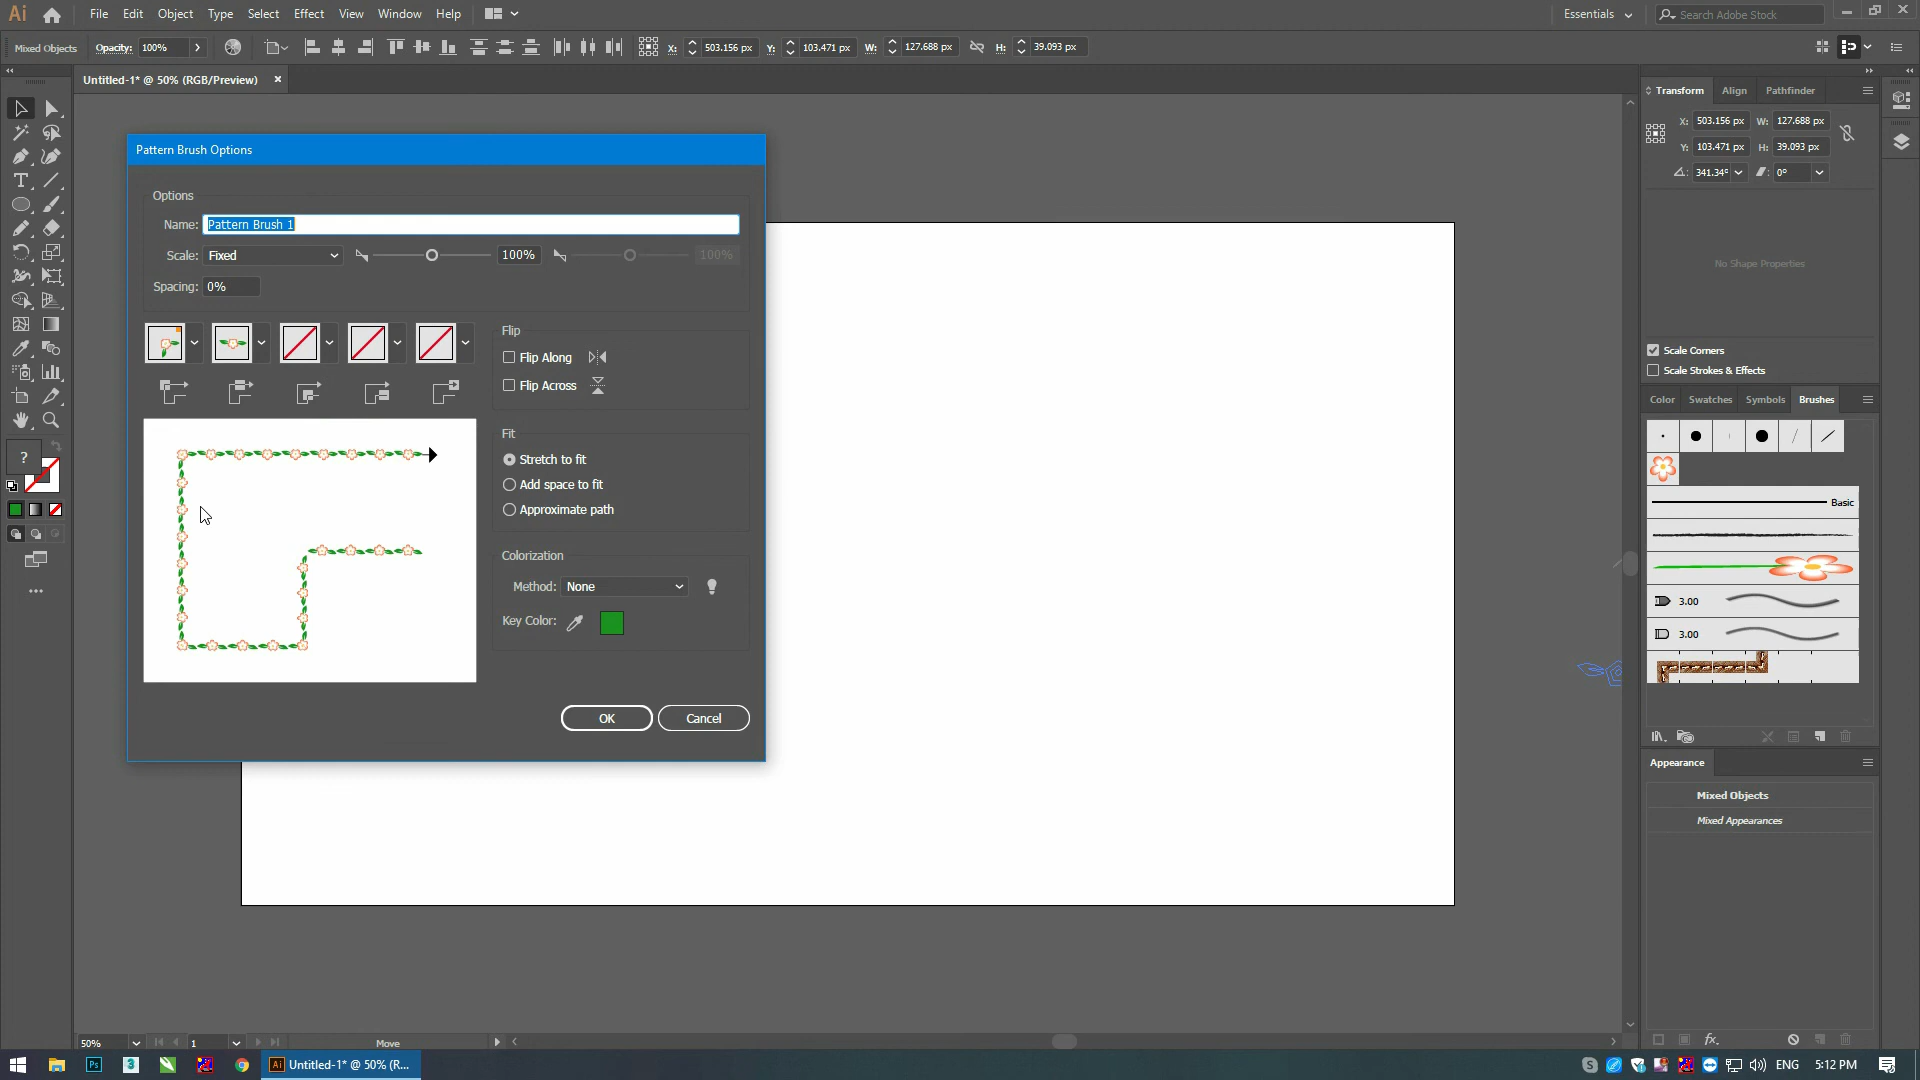 Ai File Edit Object Type Select Effect View Window Help Essentials Search Adobe Stock
Mixed Objects Opacity: 100% X: 503.156 px Y: 103.471 px W: 127.688 px H: 39.093 px
Untitled-1* @ 50% (RGB/Preview) ×
Transform Align Pathfinder
X: 503.156 px W: 127.688 px
Y: 103.471 px H: 39.093 px
341.34° 0°
No Shape Properties
Scale Corners
Scale Strokes & Effects
Color Swatches Symbols Brushes
Basic
3.00
3.00
Appearance
Mixed Objects
Mixed Appearances
fx
Pattern Brush Options
Options
Name: Pattern Brush 1
Scale: Fixed 100% 100%
Spacing: 0%
Flip
Flip Along
Flip Across
Fit
Stretch to fit
Add space to fit
Approximate path
Colorization
Method: None
Key Color:
OK Cancel
?
50% 1 Move
Ps 3 Ai Untitled-1* @ 50% (R... S ENG 5:12 PM